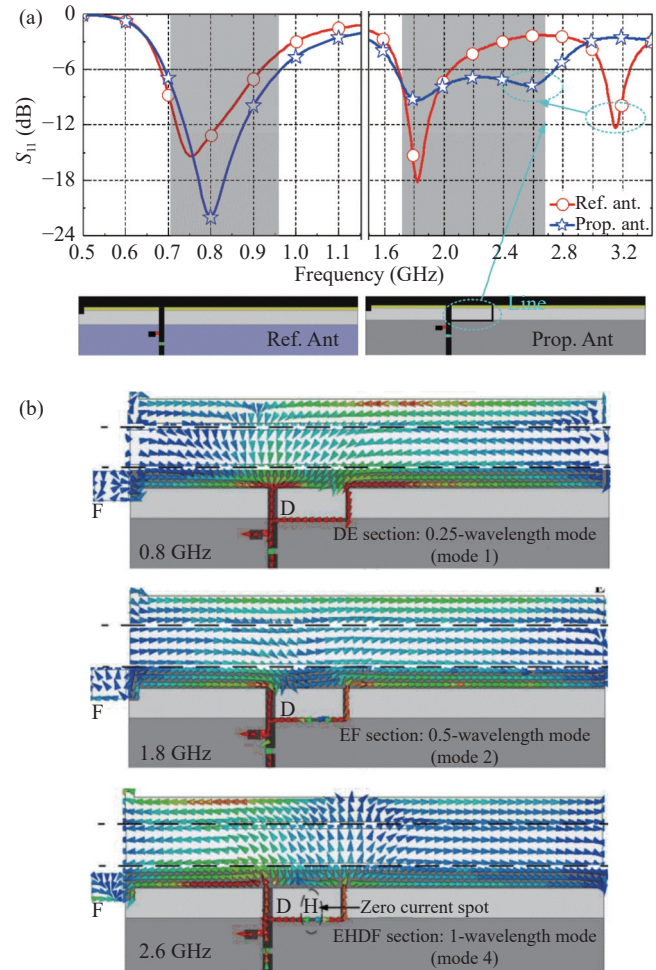 (a)
0
−6
−12
−18
−24
S11 (dB)
Ref. ant.
Prop. ant.
0.5 0.6 0.7 0.8 0.9 1.0 1.1 1.6 2.0 2.4 2.8 3.2
Frequency (GHz)
Line
Ref. Ant
Prop. Ant
(b)
F
D
0.8 GHz
DE section: 0.25-wavelength mode
(mode 1)
E
F
D
1.8 GHz
EF section: 0.5-wavelength mode
(mode 2)
F
D H Zero current spot
2.6 GHz
EHDF section: 1-wavelength mode
(mode 4)